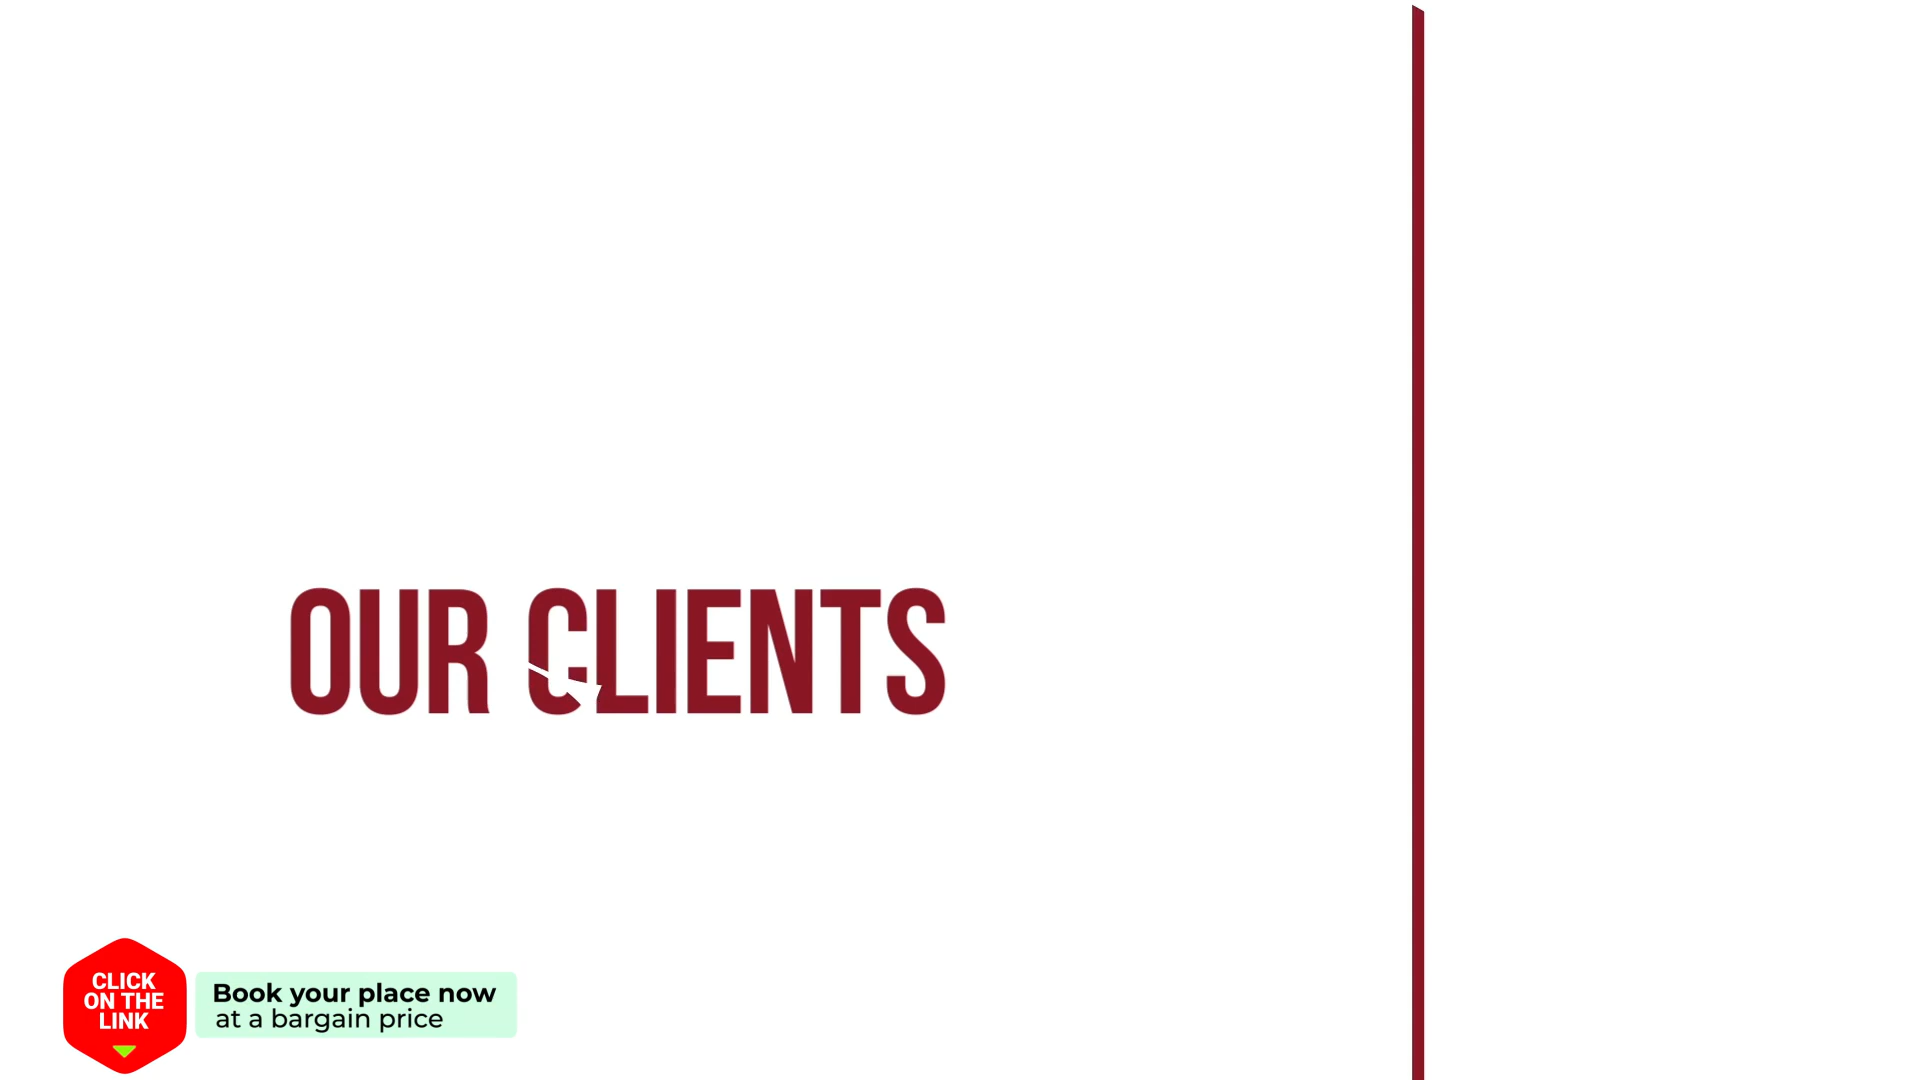 OUR CLIENTS
CLICK
ON THE
LINK
Book your place now
at a bargain price